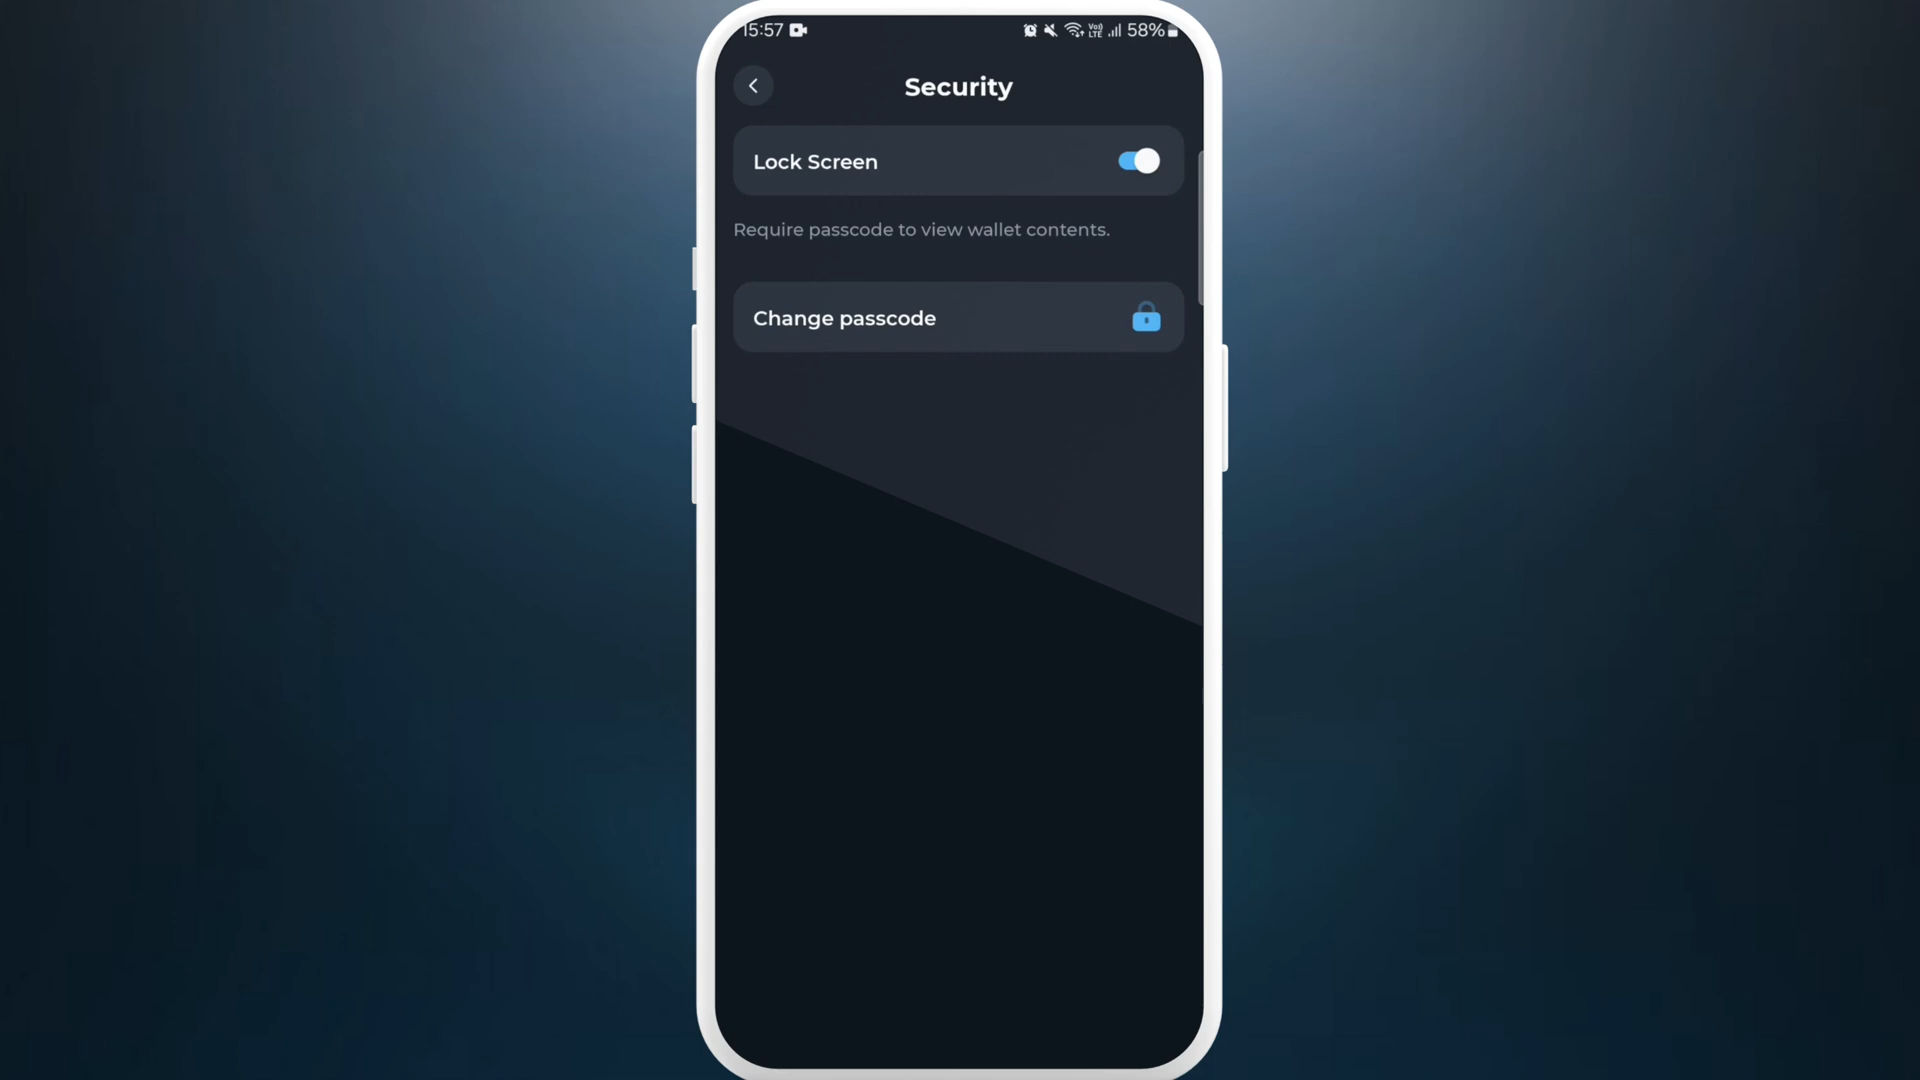 15:57 58%
Security
Lock Screen
Require passcode to view wallet contents.
Change passcode